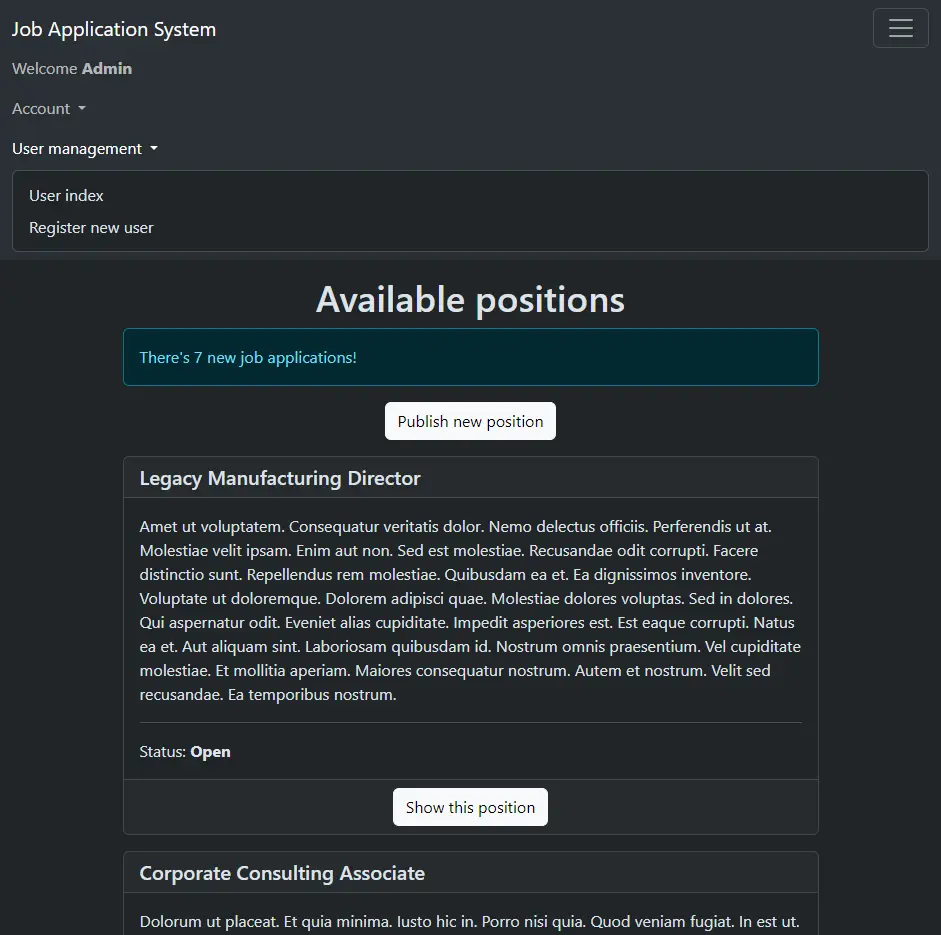 Job Application System
Welcome Admin
Account
User management
User index
Register new user
Available positions
There's 7 new job applications!
Publish new position
Legacy Manufacturing Director
Amet ut voluptatem. Consequatur veritatis dolor. Nemo delectus officiis. Perferendis ut at.
Molestiae velit ipsam. Enim aut non. Sed est molestiae. Recusandae odit corrupti. Facere
distinctio sunt. Repellendus rem molestiae. Quibusdam ea et. Ea dignissimos inventore.
Voluptate ut doloremque. Dolorem adipisci quae. Molestiae dolores voluptas. Sed in dolores.
Qui aspernatur odit. Eveniet alias cupiditate. Impedit asperiores est. Est eaque corrupti. Natus
ea et. Aut aliquam sint. Laboriosam quibusdam id. Nostrum omnis praesentium. Vel cupiditate
molestiae. Et mollitia aperiam. Maiores consequatur nostrum. Autem et nostrum. Velit sed
recusandae. Ea temporibus nostrum.
Status: Open
Show this position
Corporate Consulting Associate
Dolorum ut placeat. Et quia minima. Iusto hic in. Porro nisi quia. Quod veniam fugiat. In est ut.